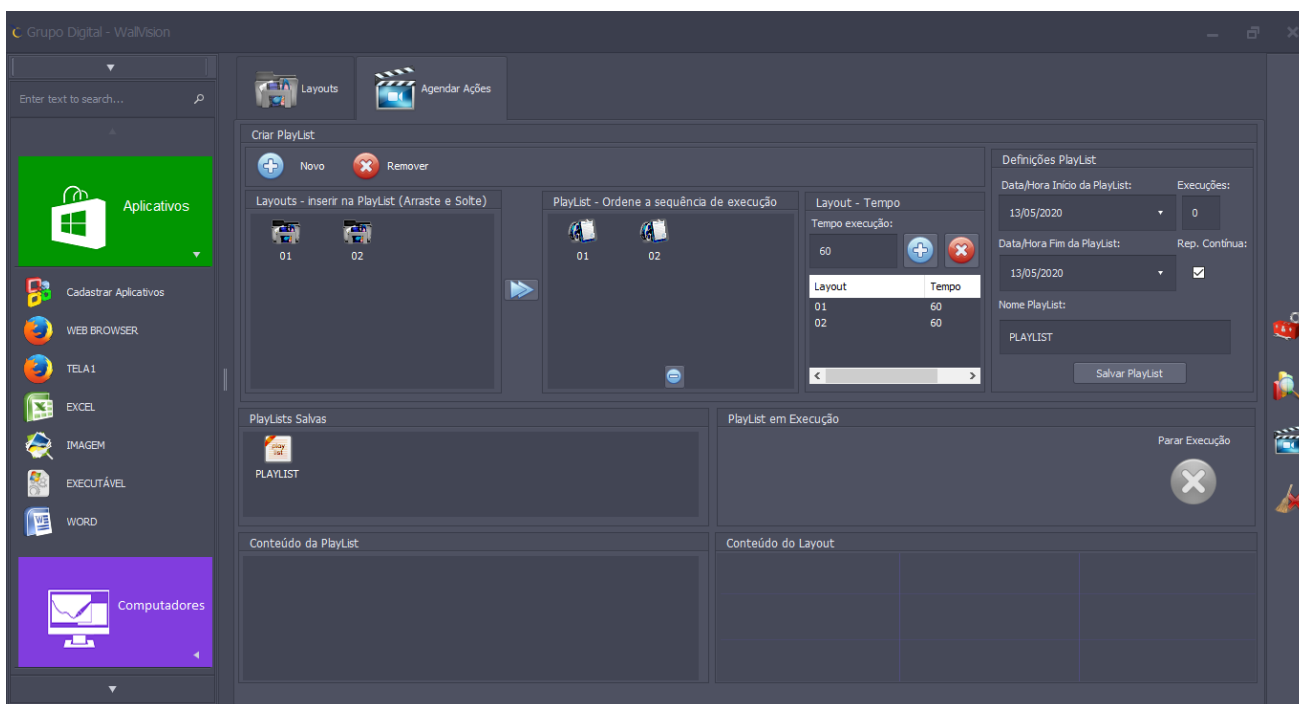 Grupo Digital - WallVision
Enter text to search...
Aplicativos
Cadastrar Aplicativos
WEB BROWSER
TELA1
EXCEL
IMAGEM
EXECUTÁVEL
WORD
Computadores
Layouts
Agendar Ações
Criar PlayList
Novo
Remover
Layouts - inserir na PlayList (Arraste e Solte)
01 02
PlayList - Ordene a sequência de execução
01 02
Layout - Tempo
Tempo execução:
60
Layout Tempo
01 60
02 60
Definições PlayList
Data/Hora Início da PlayList: Execuções:
13/05/2020 0
Data/Hora Fim da PlayList: Rep. Contínua:
13/05/2020
Nome PlayList:
PLAYLIST
Salvar PlayList
PlayLists Salvas
play
list
PLAYLIST
PlayList em Execução
Parar Execução
Conteúdo da PlayList
Conteúdo do Layout